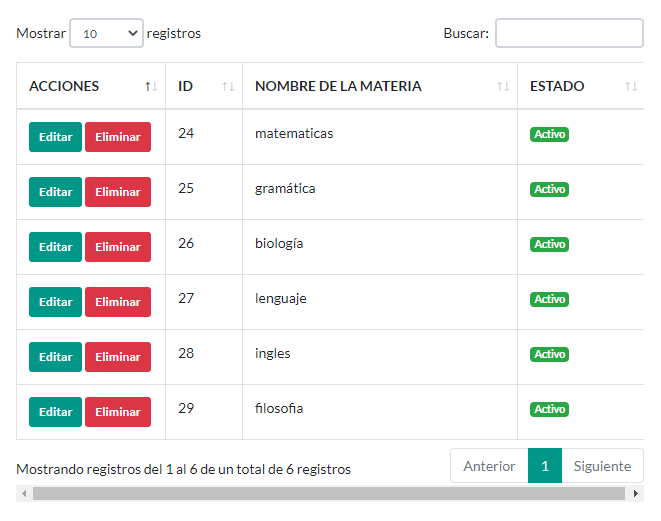 Mostrar 10 registros Buscar:
ACCIONES ID NOMBRE DE LA MATERIA ESTADO
Editar Eliminar 24 matematicas Activo
Editar Eliminar 25 gramática Activo
Editar Eliminar 26 biología Activo
Editar Eliminar 27 lenguaje Activo
Editar Eliminar 28 ingles Activo
Editar Eliminar 29 filosofia Activo
Mostrando registros del 1 al 6 de un total de 6 registros Anterior 1 Siguiente